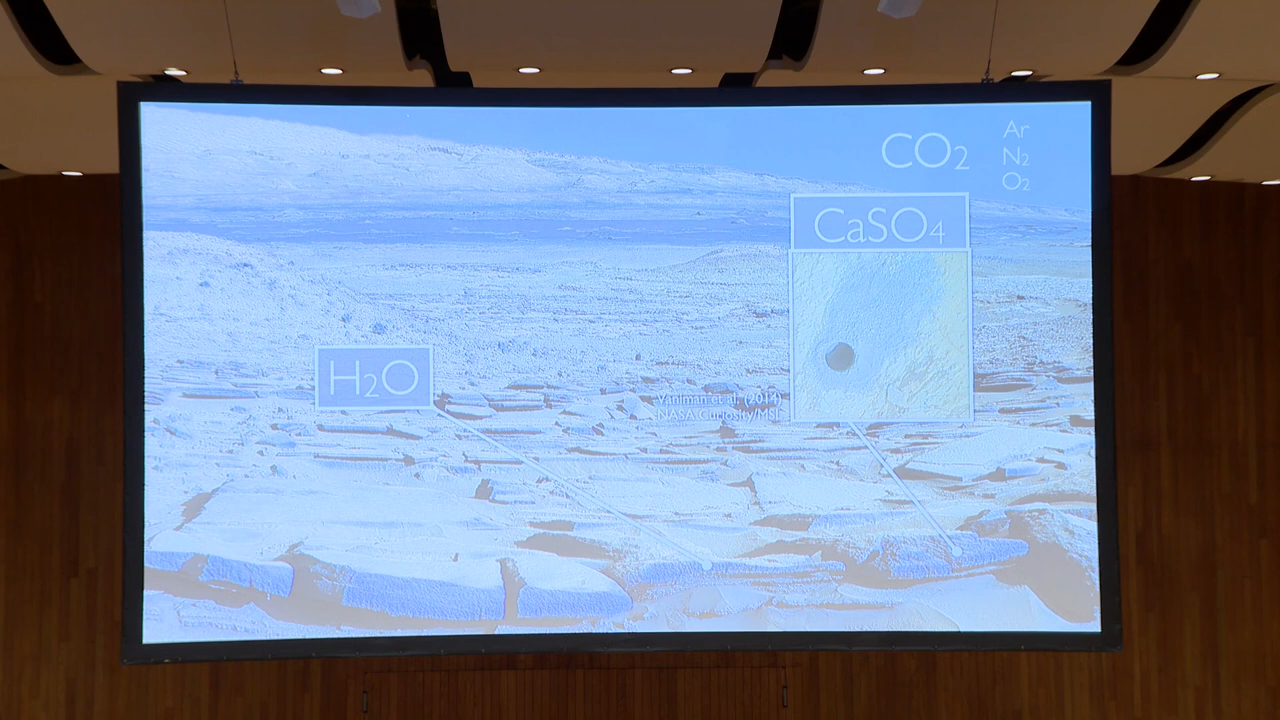 CO₂
Ar
N₂
O₂
CaSO₄
H₂O
Vaniman et al. (2014)
NASA Curiosity/MSL